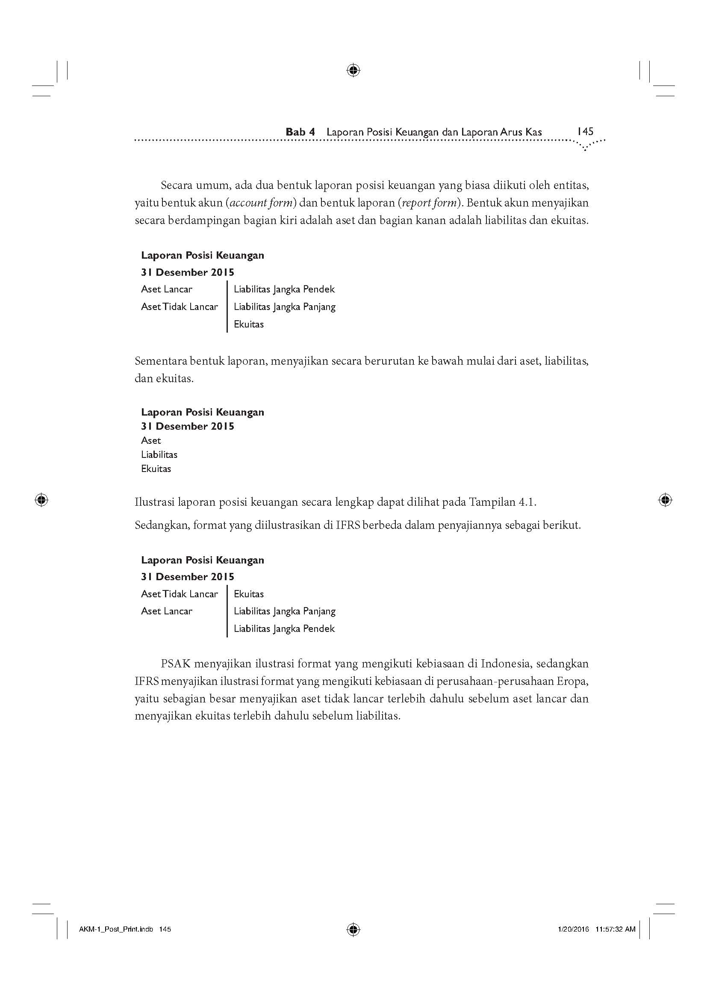 Bab 4 Laporan Posisi Keuangan dan Laporan Arus Kas 145
Secara umum, ada dua bentuk laporan posisi keuangan yang biasa diikuti oleh entitas,
yaitu bentuk akun (account form) dan bentuk laporan (report form). Bentuk akun menyajikan
secara berdampingan bagian kiri adalah aset dan bagian kanan adalah liabilitas dan ekuitas.
Laporan Posisi Keuangan
31 Desember 2015
Aset Lancar Liabilitas Jangka Pendek
Aset Tidak Lancar Liabilitas Jangka Panjang
Ekuitas
Sementara bentuk laporan, menyajikan secara berurutan ke bawah mulai dari aset, liabilitas,
dan ekuitas.
Laporan Posisi Keuangan
31 Desember 2015
Aset
Liabilitas
Ekuitas
Ilustrasi laporan posisi keuangan secara lengkap dapat dilihat pada Tampilan 4.1.
Sedangkan, format yang diilustrasikan di IFRS berbeda dalam penyajiannya sebagai berikut.
Laporan Posisi Keuangan
31 Desember 2015
Aset Tidak Lancar Ekuitas
Aset Lancar Liabilitas Jangka Panjang
Liabilitas Jangka Pendek
PSAK menyajikan ilustrasi format yang mengikuti kebiasaan di Indonesia, sedangkan
IFRS menyajikan ilustrasi format yang mengikuti kebiasaan di perusahaan-perusahaan Eropa,
yaitu sebagian besar menyajikan aset tidak lancar terlebih dahulu sebelum aset lancar dan
menyajikan ekuitas terlebih dahulu sebelum liabilitas.
AKM-1_Post_Print.indb 145 1/20/2016 11:57:32 AM